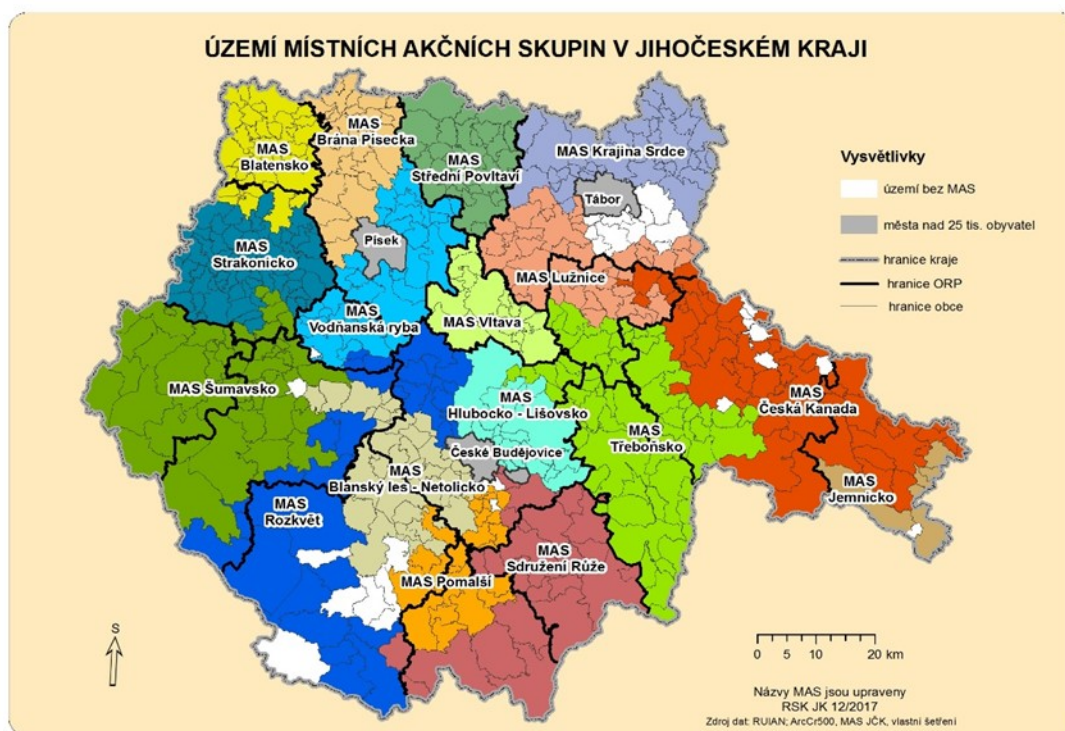 ÚZEMÍ MÍSTNÍCH AKČNÍCH SKUPIN V JIHOČESKÉM KRAJI
MAS
Blatensko
MAS
Brána Pisecka
MAS
Střední Povltaví
MAS Krajina Srdce
Tábor
Písek
MAS
Strakonicko
MAS Lužnice
MAS
Vodňanská ryba
MAS Vltava
MAS Šumavsko
MAS
Hlubocko - Lišovsko
MAS
Česká Kanada
MAS
Třeboňsko
České Budějovice
MAS
Blanský les - Netolicko
MAS
Jemnicko
MAS
Rozkvět
MAS
Sdružení Růže
MAS Pomalší
Vysvětlivky
území bez MAS
města nad 25 tis. obyvatel
hranice kraje
hranice ORP
hranice obce
S
0 5 10 20 km
Názvy MAS jsou upraveny
RSK JK 12/2017
Zdroj dat: RUIAN; ArcCr500, MAS JČK, vlastní šetření